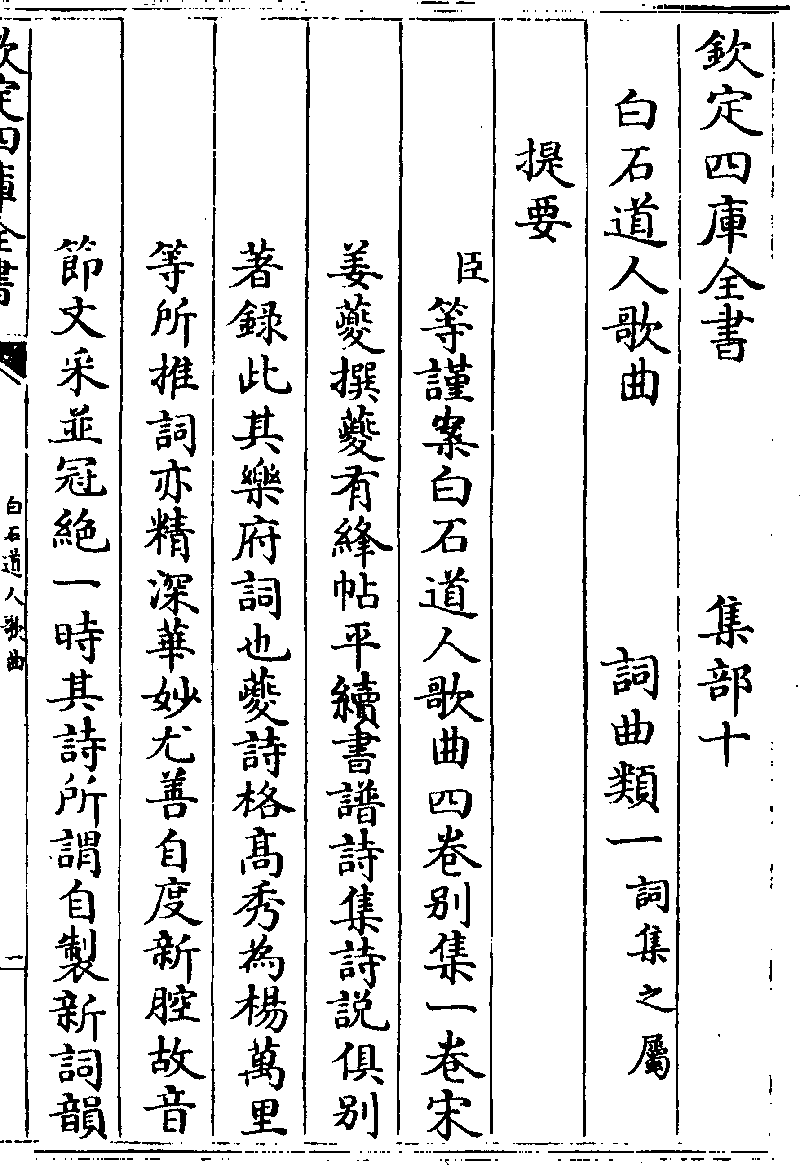 欽定四庫全書　　集部十
白石道人歌曲　　詞曲類一詞集之屬
提要
臣等謹案白石道人歌曲四卷别集一卷宋
姜夔撰夔有絳帖平續書譜詩集詩説俱别
著録此其樂府詞也夔詩格髙秀為楊萬里
等所推詞亦精深華妙尤善自度新腔故音
節文采並冠絶一時其詩所謂自製新詞韻
欽定四庫全書
白石道人歌曲
一